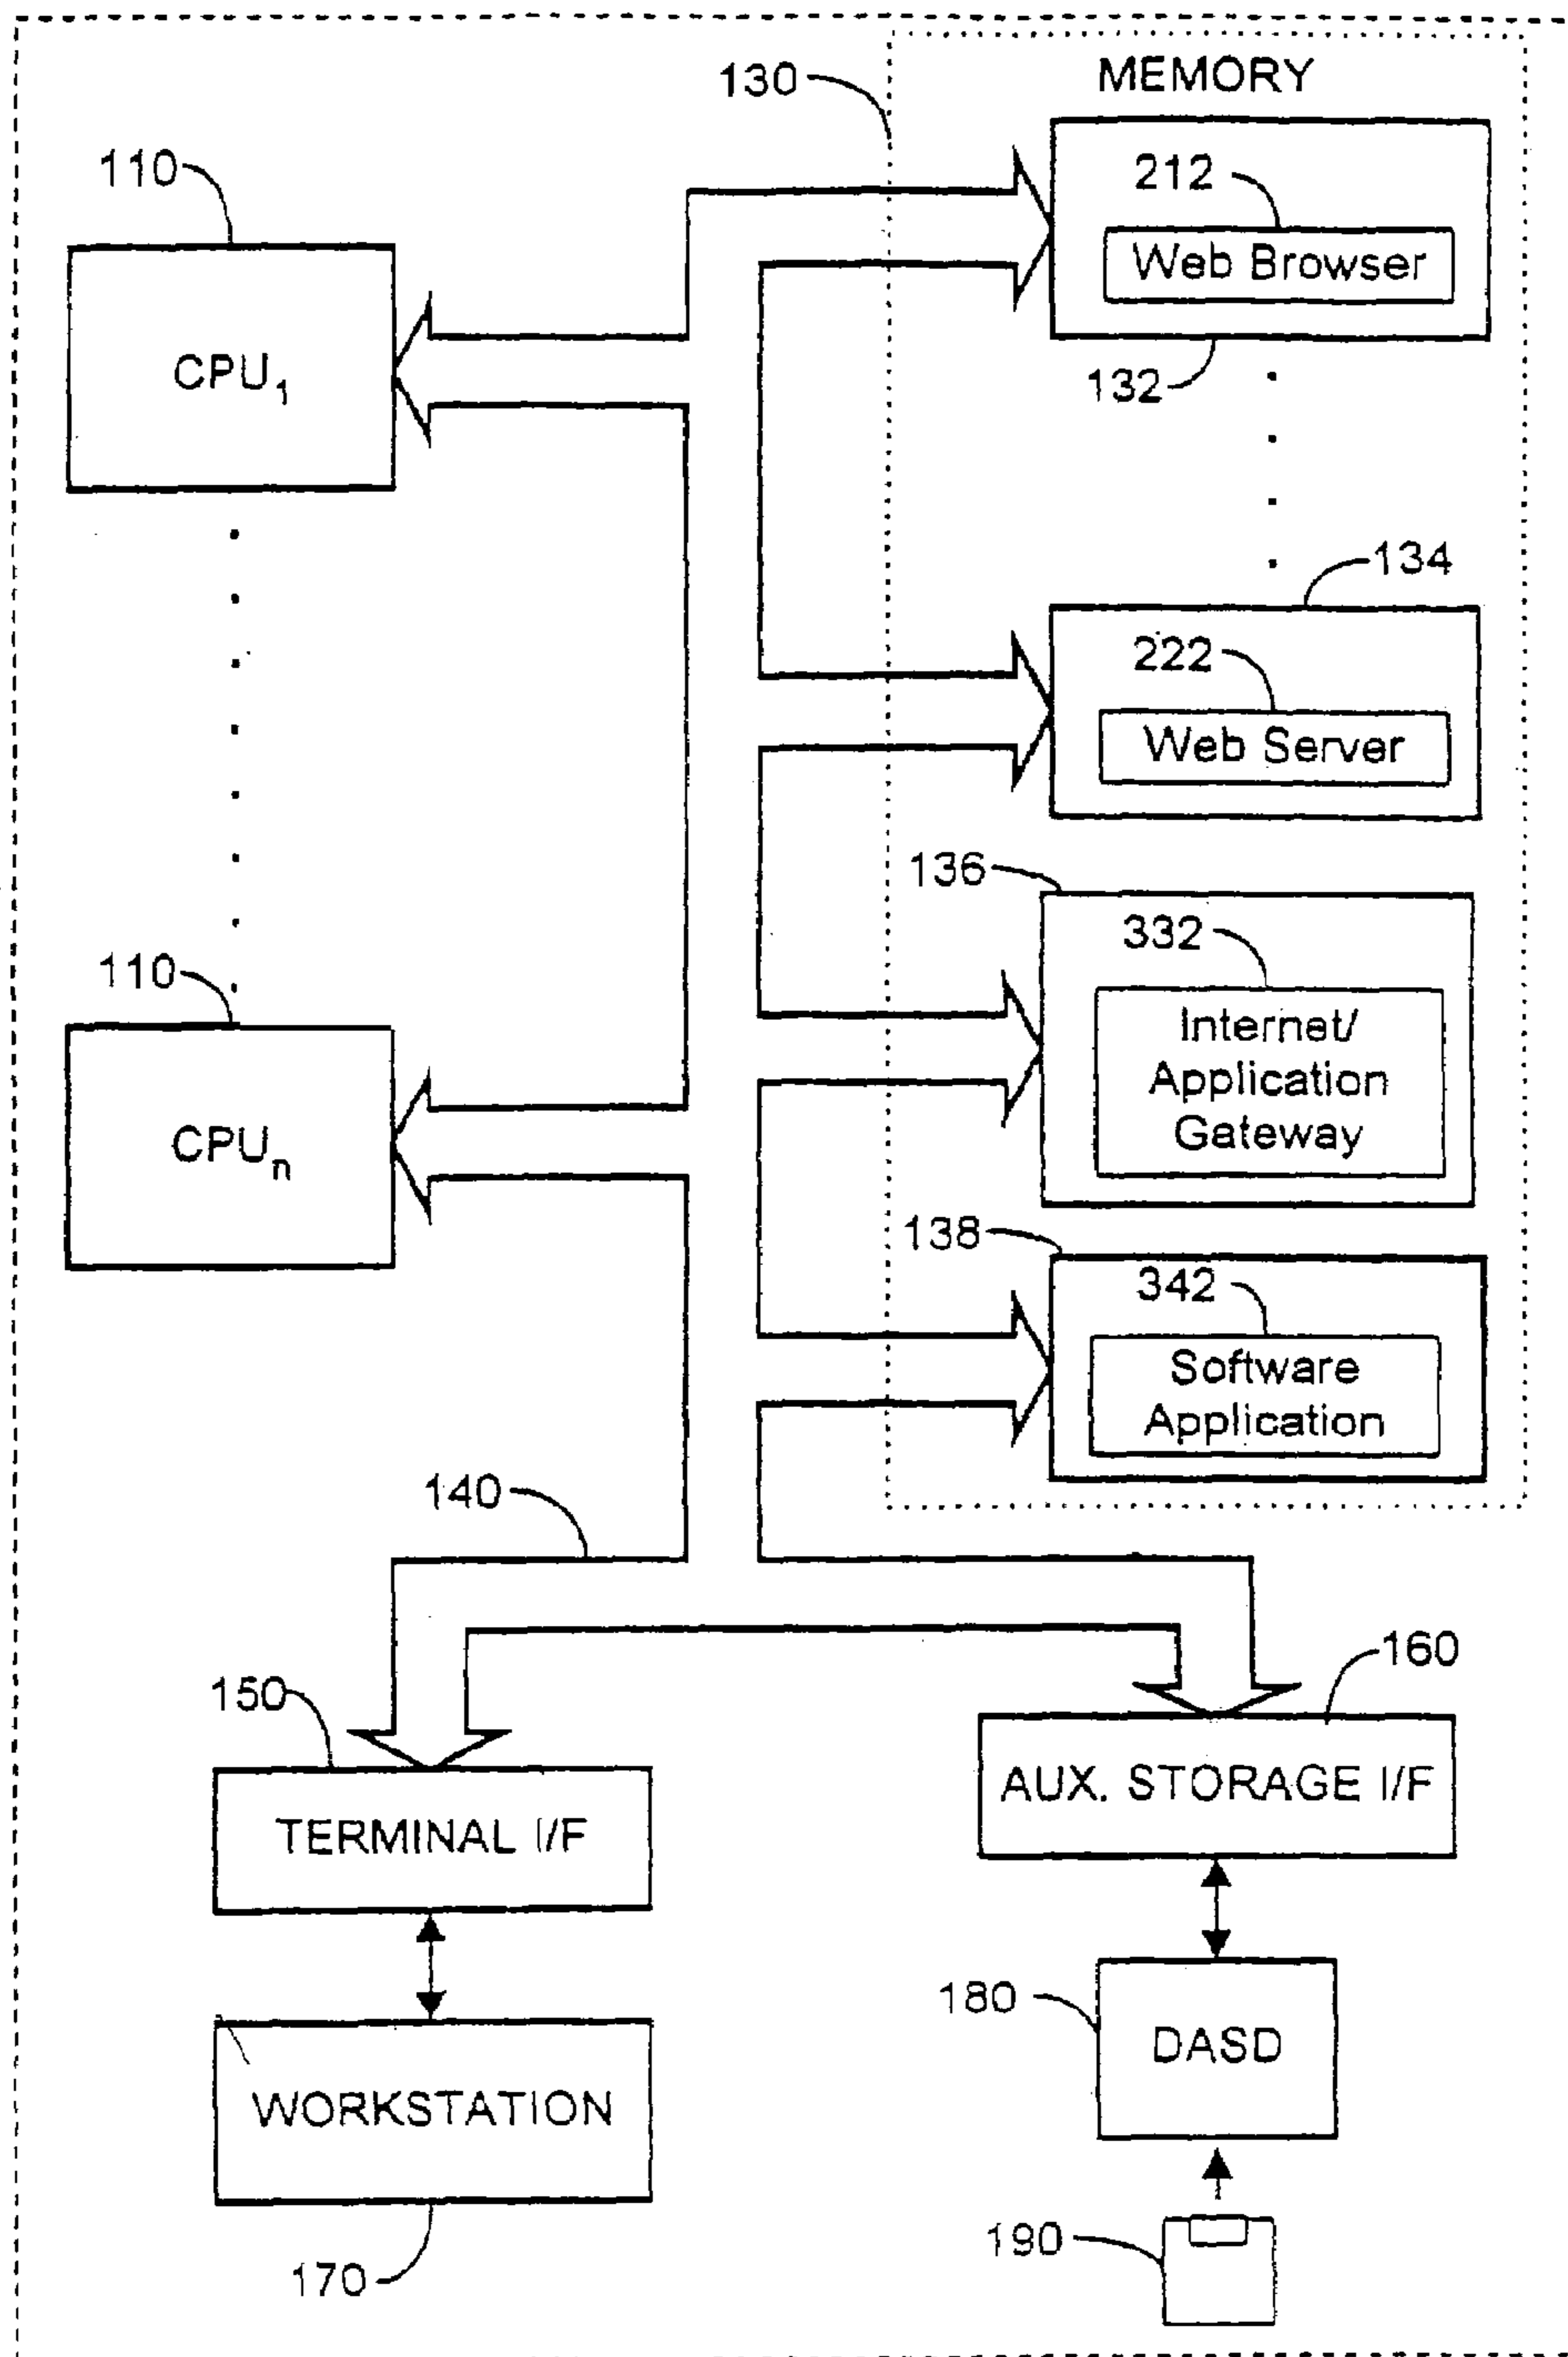 130
MEMORY
110
212
Web Browser
CPU1
132
134
222
Web Server
136
110
332
Internet/
Application
Gateway
CPUn
138
342
Software
Application
140
160
150
AUX. STORAGE I/F
TERMINAL I/F
180
DASD
WORKSTATION
190
170